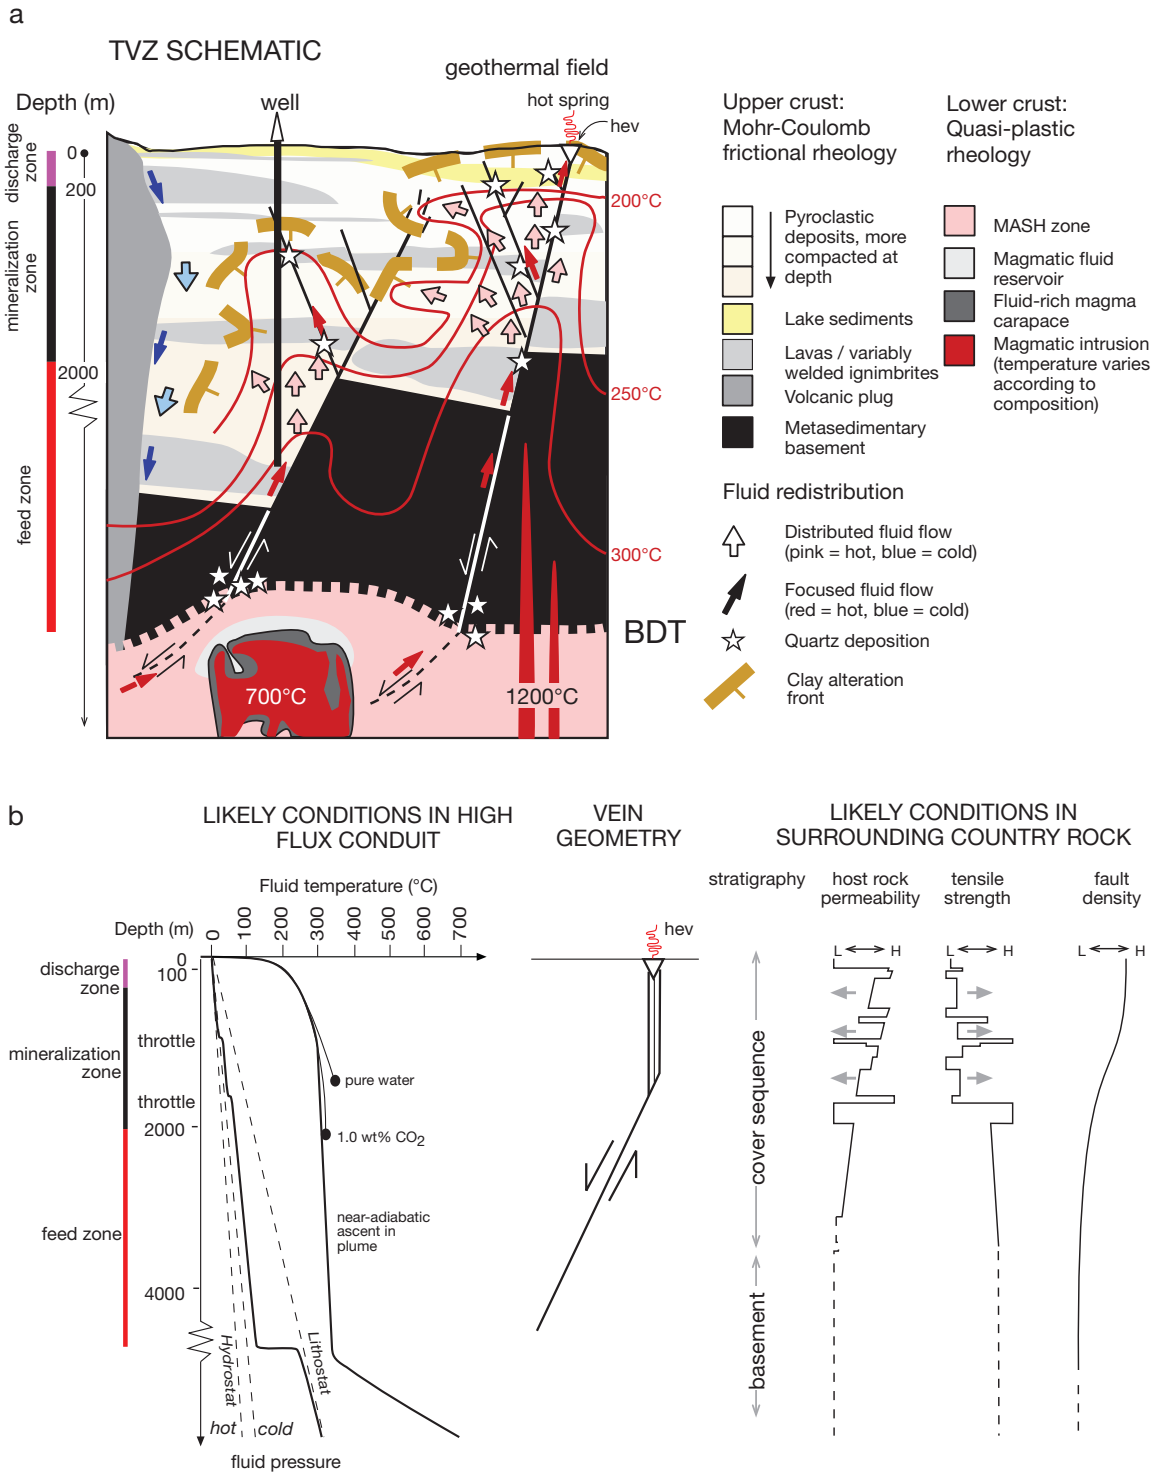 a
TVZ SCHEMATIC
geothermal field
Depth (m)
well
hot spring
hev
discharge
zone
0
200
mineralization
zone
2000
feed zone
200°C
250°C
300°C
BDT
700°C
1200°C
Upper crust:
Mohr-Coulomb
frictional rheology
Pyroclastic
deposits, more
compacted at
depth
Lake sediments
Lavas / variably
welded ignimbrites
Volcanic plug
Metasedimentary
basement
Lower crust:
Quasi-plastic
rheology
MASH zone
Magmatic fluid
reservoir
Fluid-rich magma
carapace
Magmatic intrusion
(temperature varies
according to
composition)
Fluid redistribution
Distributed fluid flow
(pink = hot, blue = cold)
Focused fluid flow
(red = hot, blue = cold)
Quartz deposition
Clay alteration
front
b
LIKELY CONDITIONS IN HIGH
FLUX CONDUIT
VEIN
GEOMETRY
LIKELY CONDITIONS IN
SURROUNDING COUNTRY ROCK
Fluid temperature (°C)
Depth (m)
0 100 200 300 400 500 600 700
0
100
discharge
zone
throttle
mineralization
zone
throttle
2000
feed zone
4000
pure water
1.0 wt% CO2
near-adiabatic
ascent in
plume
Hydrostat
Lithostat
hot
cold
fluid pressure
hev
stratigraphy
host rock
permeability
tensile
strength
fault
density
L H
L H
L H
cover sequence
basement